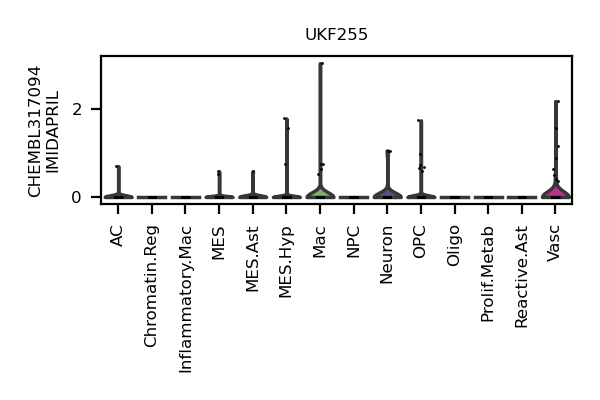 UKF255
CHEMBL317094
IMIDAPRIL
2
0
AC
Chromatin.Reg
Inflammatory.Mac
MES
MES.Ast
MES.Hyp
Mac
NPC
Neuron
OPC
Oligo
Prolif.Metab
Reactive.Ast
Vasc